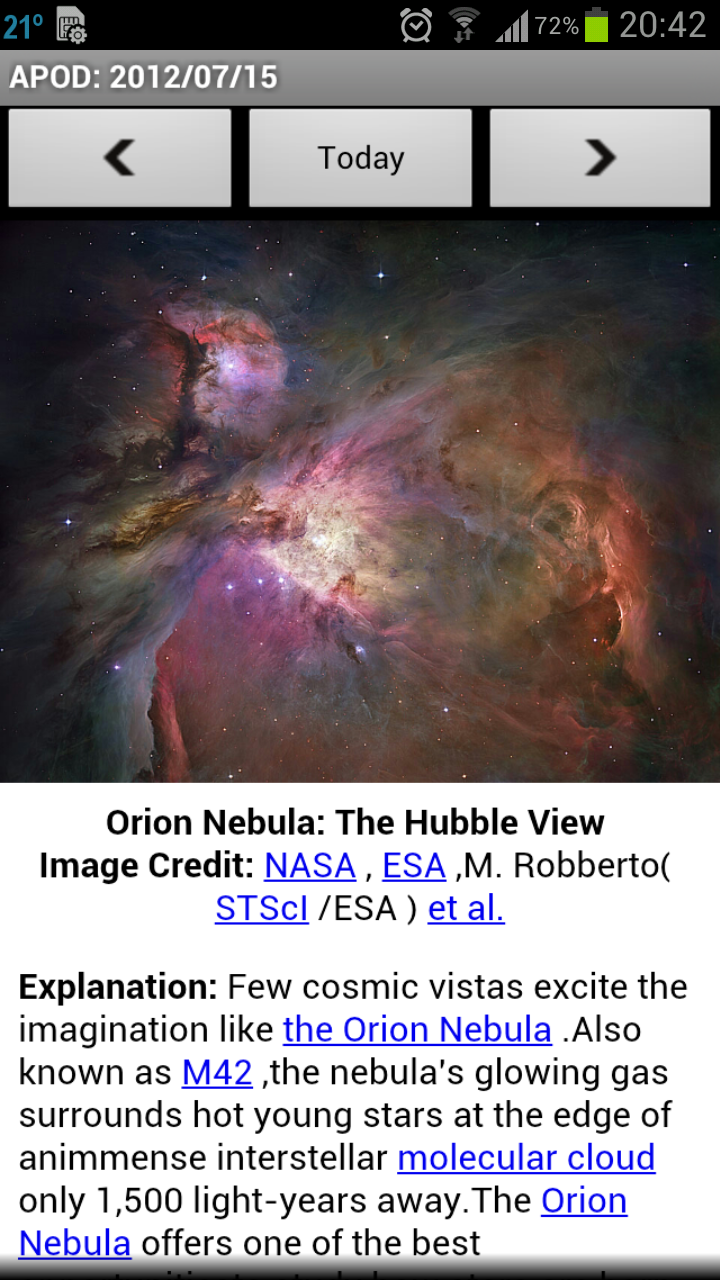 21° 72% 20:42
APOD: 2012/07/15
Today
Orion Nebula: The Hubble View
Image Credit: NASA , ESA ,M. Robberto(
STScI /ESA ) et al.
Explanation: Few cosmic vistas excite the
imagination like the Orion Nebula .Also
known as M42 ,the nebula's glowing gas
surrounds hot young stars at the edge of
animmense interstellar molecular cloud
only 1,500 light-years away.The Orion
Nebula offers one of the best